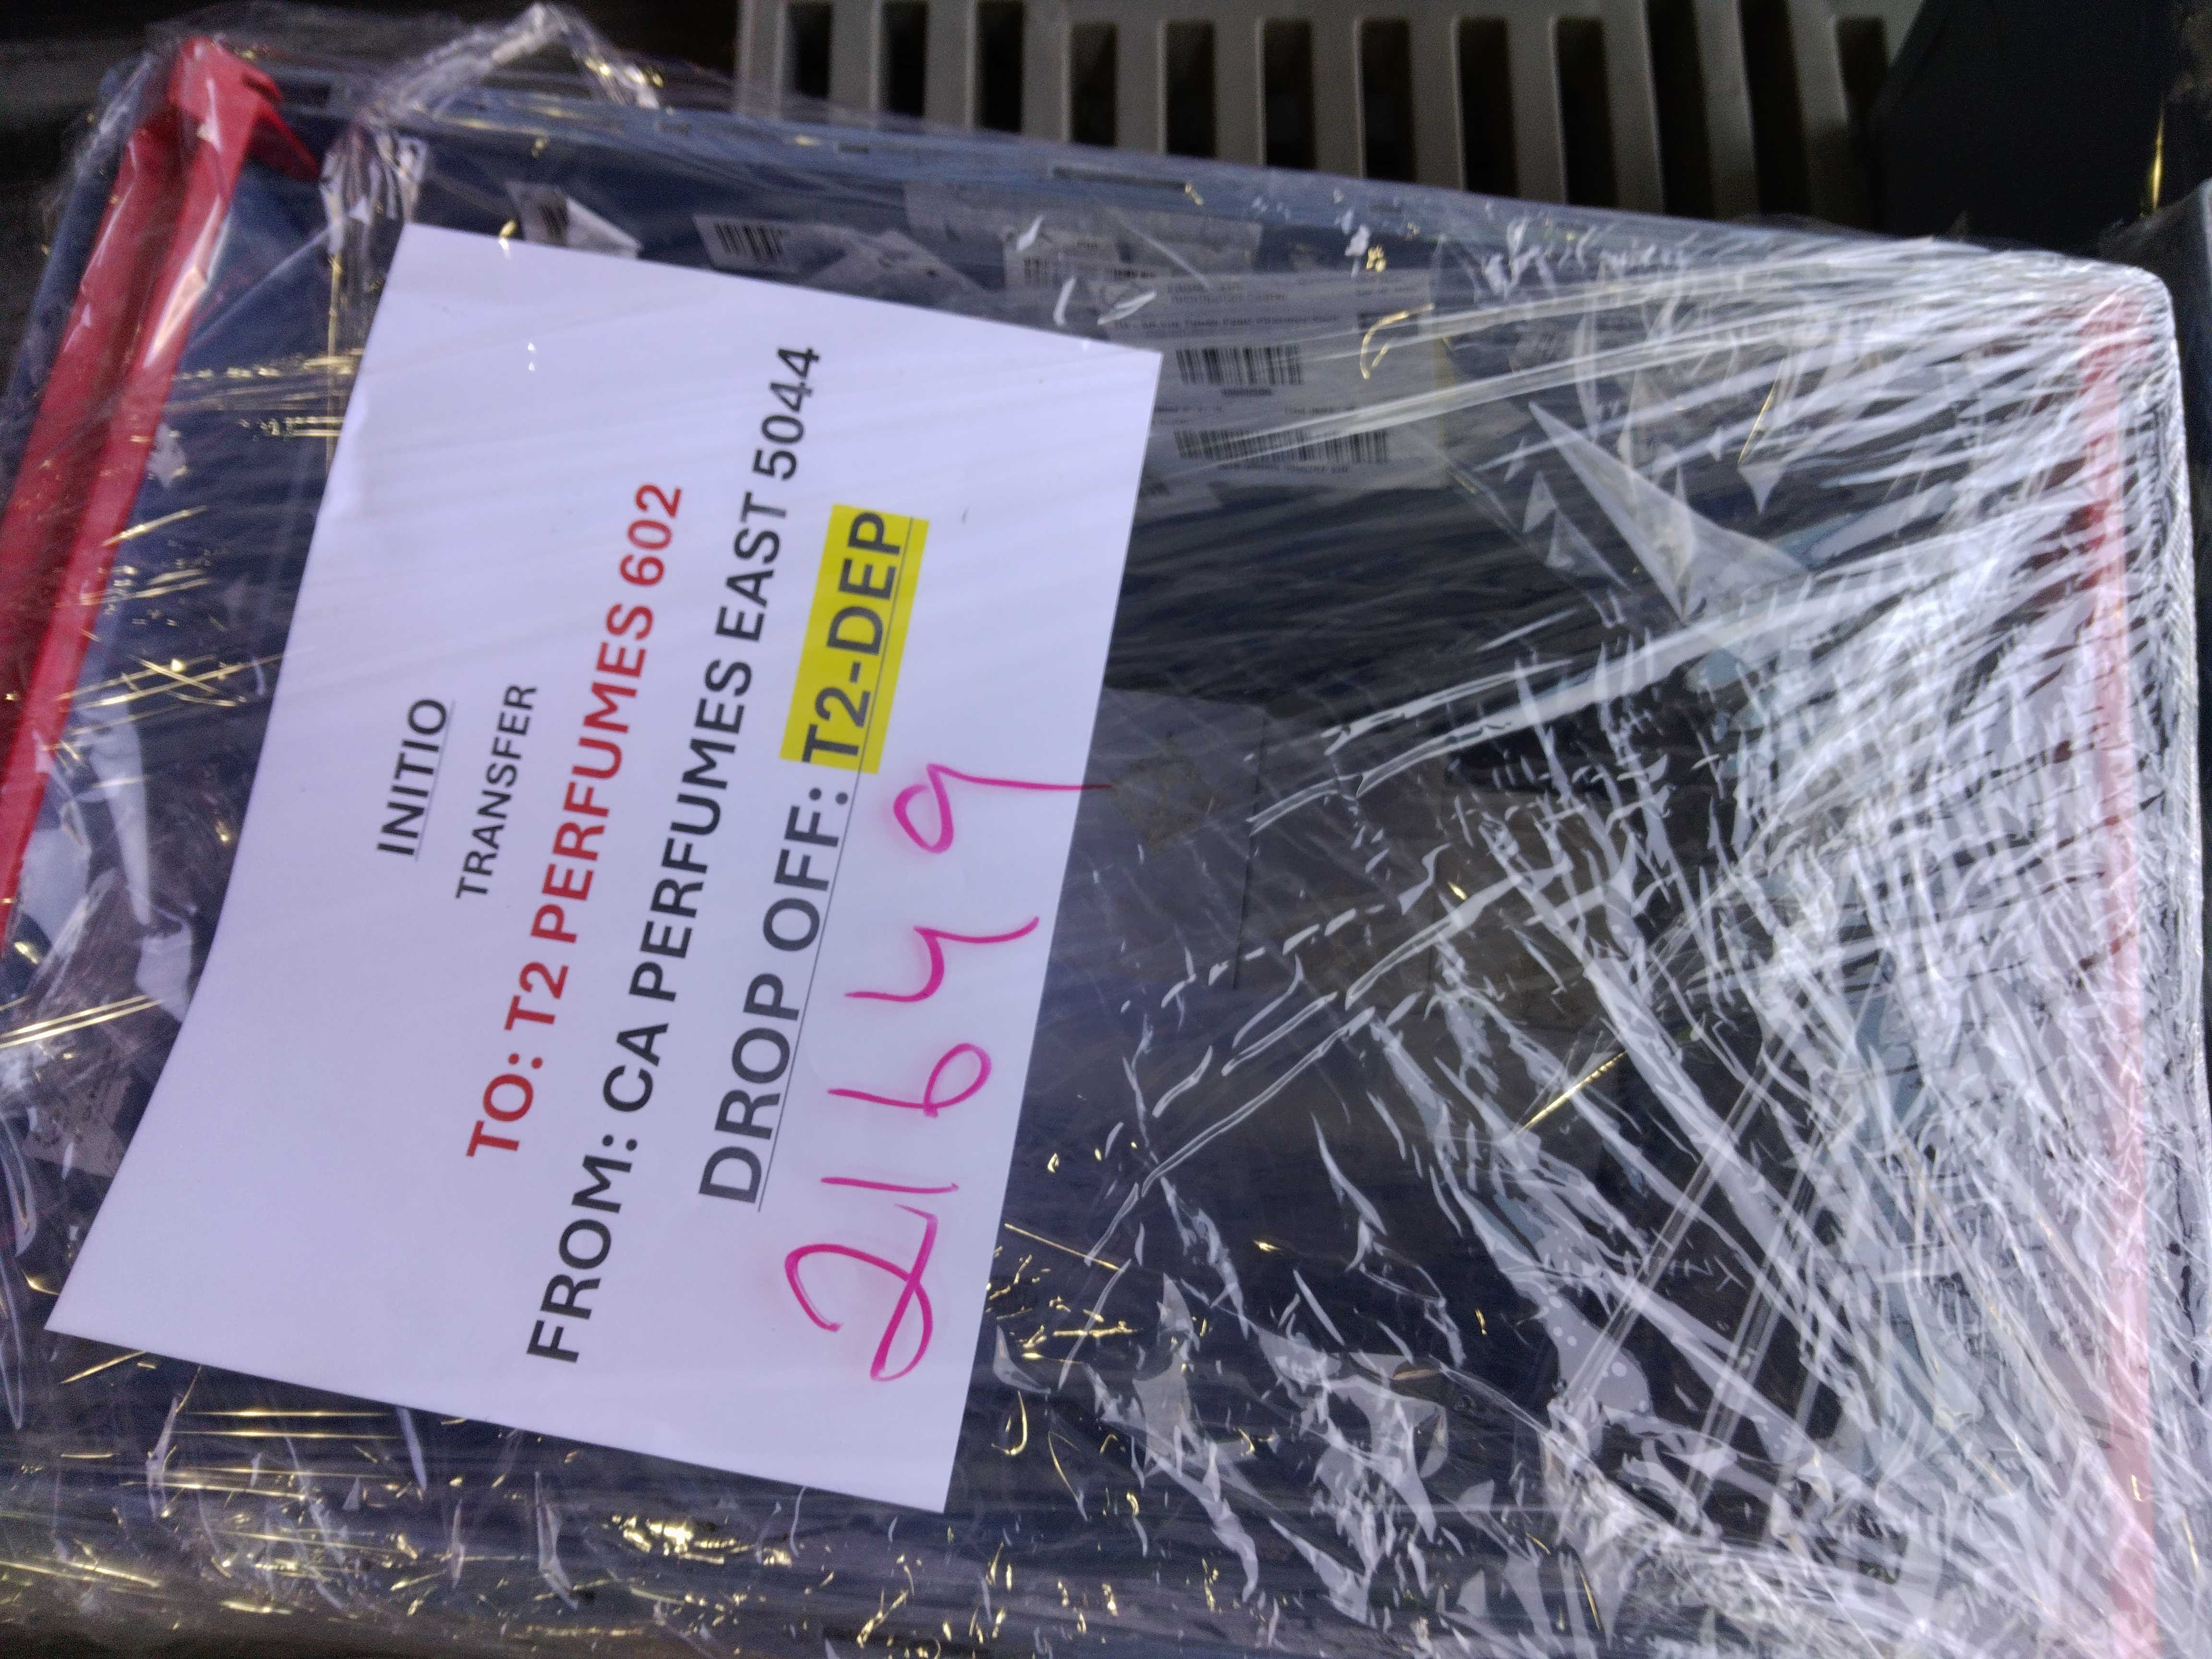 INITIO
TRANSFER
TO: T2 PERFUMES 602
FROM: CA PERFUMES EAST 5044
DROP OFF: T2-DEP
21649